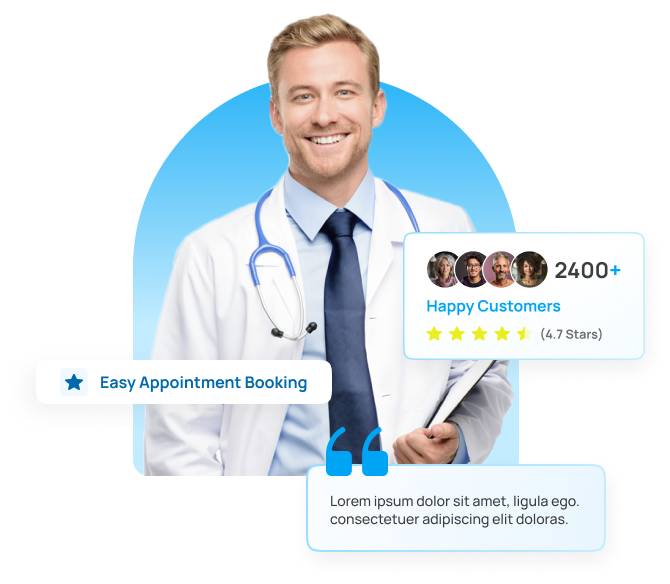 2400+
Happy Customers
(4.7 Stars)
Easy Appointment Booking
Lorem ipsum dolor sit amet, ligula ego.
consectetuer adipiscing elit doloras.